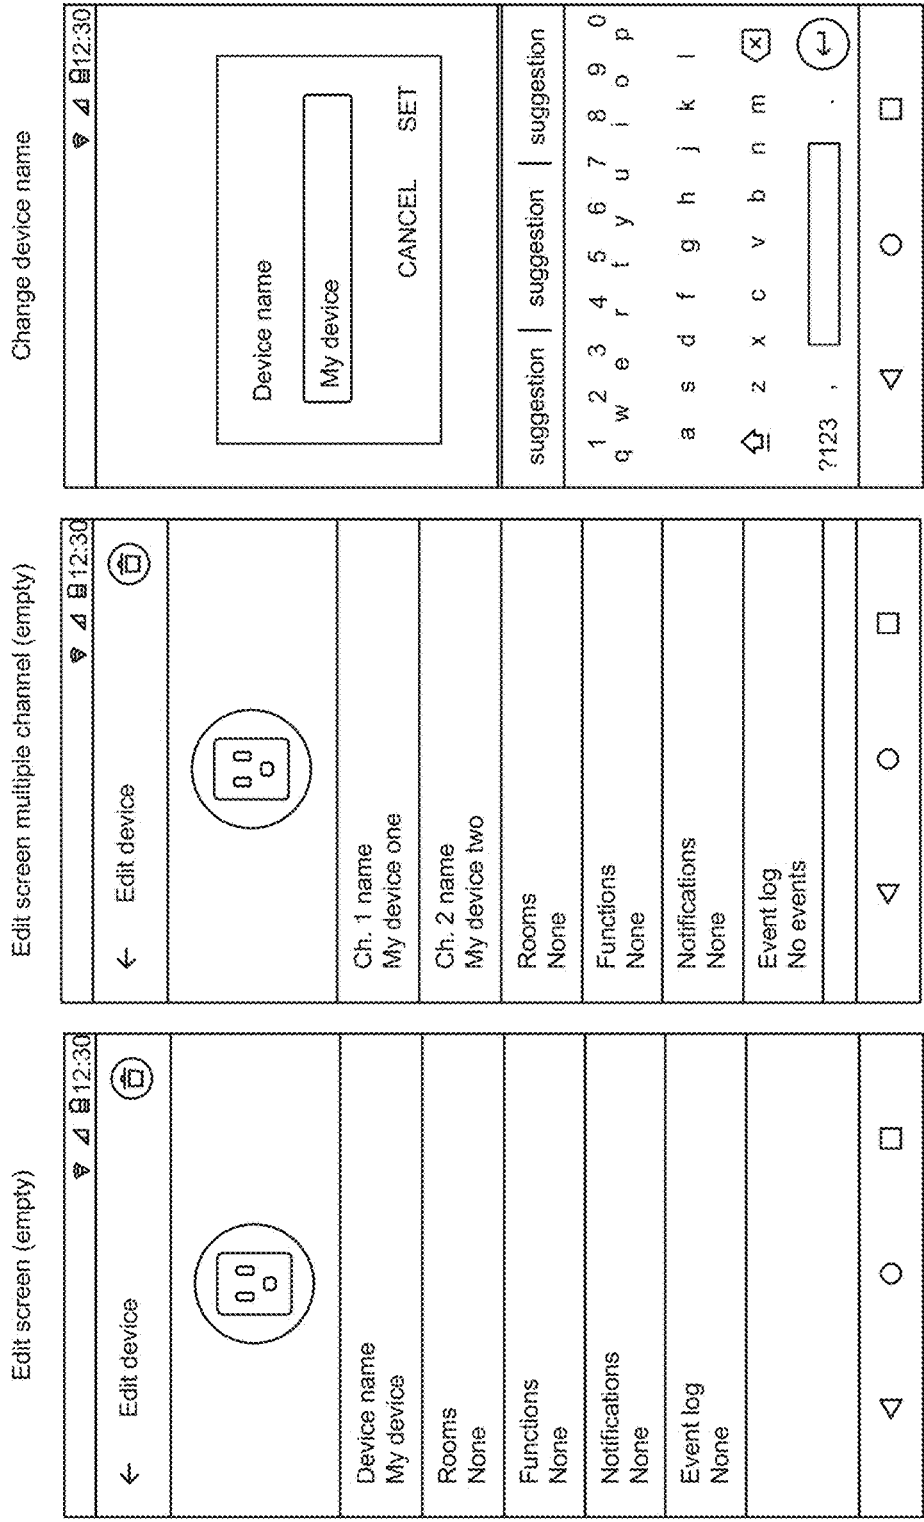 Edit screen (empty)
12:30
Edit device
Device name
My device
Rooms
None
Functions
None
Notifications
None
Event log
None
Edit screen multiple channel (empty)
12:30
Edit device
Ch. 1 name
My device one
Ch. 2 name
My device two
Rooms
None
Functions
None
Notifications
None
Event log
No events
Change device name
12:30
Device name
My device
CANCEL SET
suggestion | suggestion | suggestion
1 2 3 4 5 6 7 8 9 0
q w e r t y u i o p
a s d f g h j k l
z x c v b n m
?123 , .